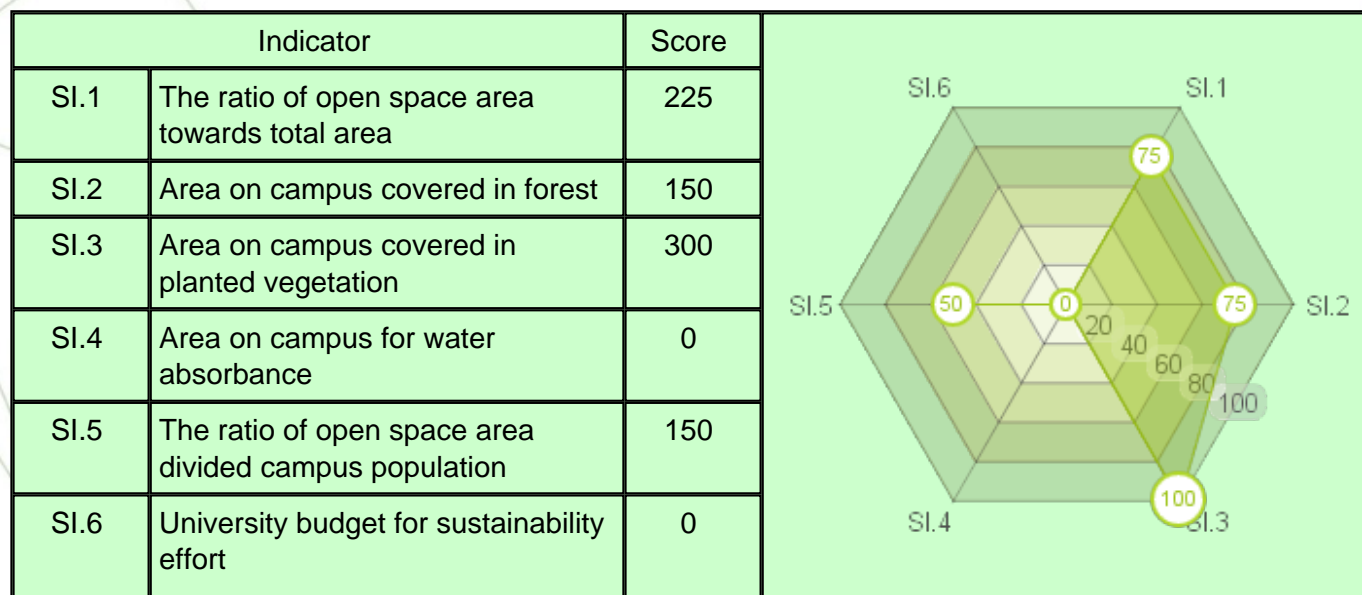 Indicator Score
SI.1 The ratio of open space area 225
towards total area
SI.2 Area on campus covered in forest 150
SI.3 Area on campus covered in 300
planted vegetation
SI.4 Area on campus for water 0
absorbance
SI.5 The ratio of open space area 150
divided campus population
SI.6 University budget for sustainability 0
effort
SI.6 SI.1
75
SI.5 50 0 75 SI.2
20
40
60
80
100
100
SI.4 SI.3